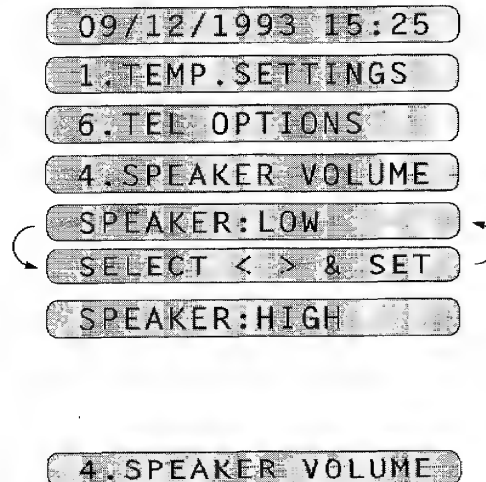 09/12/1993 15:25
1.TEMP.SETTINGS
6.TEL OPTIONS
4.SPEAKER VOLUME
SPEAKER:LOW
SELECT < > & SET
SPEAKER:HIGH
4.SPEAKER VOLUME